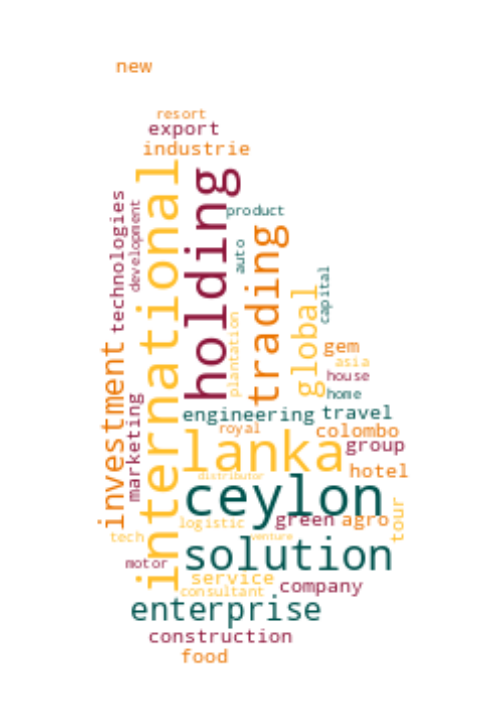 new
resort
export
industrie
international
holding
product
technologies
development
auto
trading
capital
global
plantation
gem
asia
house
home
investment
marketing
engineering
travel
royal
colombo
lanka
group
hotel
distributor
ceylon
tour
logistic
green
agro
tech
venture
solution
motor
service
consultant
company
enterprise
construction
food